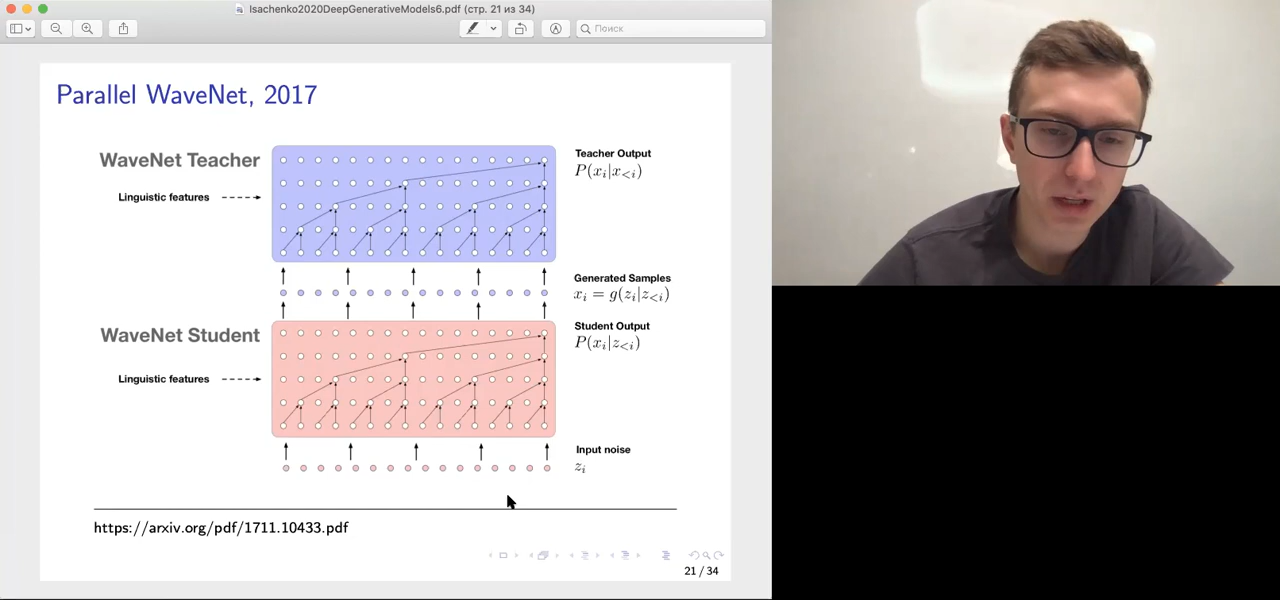 Isachenko2020DeepGenerativeModels6.pdf (стр. 21 из 34)
Поиск
Parallel WaveNet, 2017
WaveNet Teacher
Linguistic features
Teacher Output
P(x_i|x_{<i})
Generated Samples
x_i = g(z_i|z_{<i})
WaveNet Student
Student Output
P(x_i|z_{<i})
Linguistic features
Input noise
z_i
https://arxiv.org/pdf/1711.10433.pdf
21 / 34